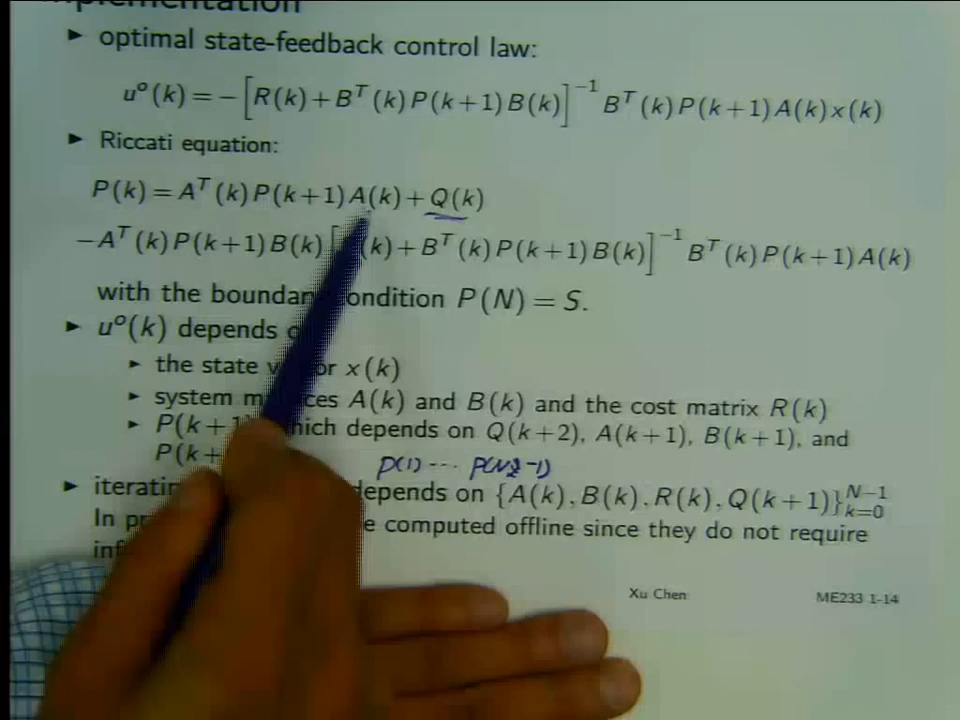 ▶ optimal state-feedback control law:
u°(k) = −[R(k) + Bᵀ(k)P(k+1)B(k)]⁻¹ Bᵀ(k)P(k+1)A(k)x(k)
▶ Riccati equation:
P(k) = Aᵀ(k)P(k+1)A(k) + Q(k)
−Aᵀ(k)P(k+1)B(k)[ (k) + Bᵀ(k)P(k+1)B(k)]⁻¹ Bᵀ(k)P(k+1)A(k)
with the boundar ondition P(N) = S.
▶ u°(k) depends
▶ the state v or x(k)
▶ system m ces A(k) and B(k) and the cost matrix R(k)
▶ P(k+1 hich depends on Q(k+2), A(k+1), B(k+1), and
P(k+
P(1) ···
▶ iteratin depends on {A(k), B(k), R(k), Q(k+1)}ᴺ⁻¹ₖ₌₀
In pr e computed offline since they do not require
inf
Xu Chen ME233 1-14